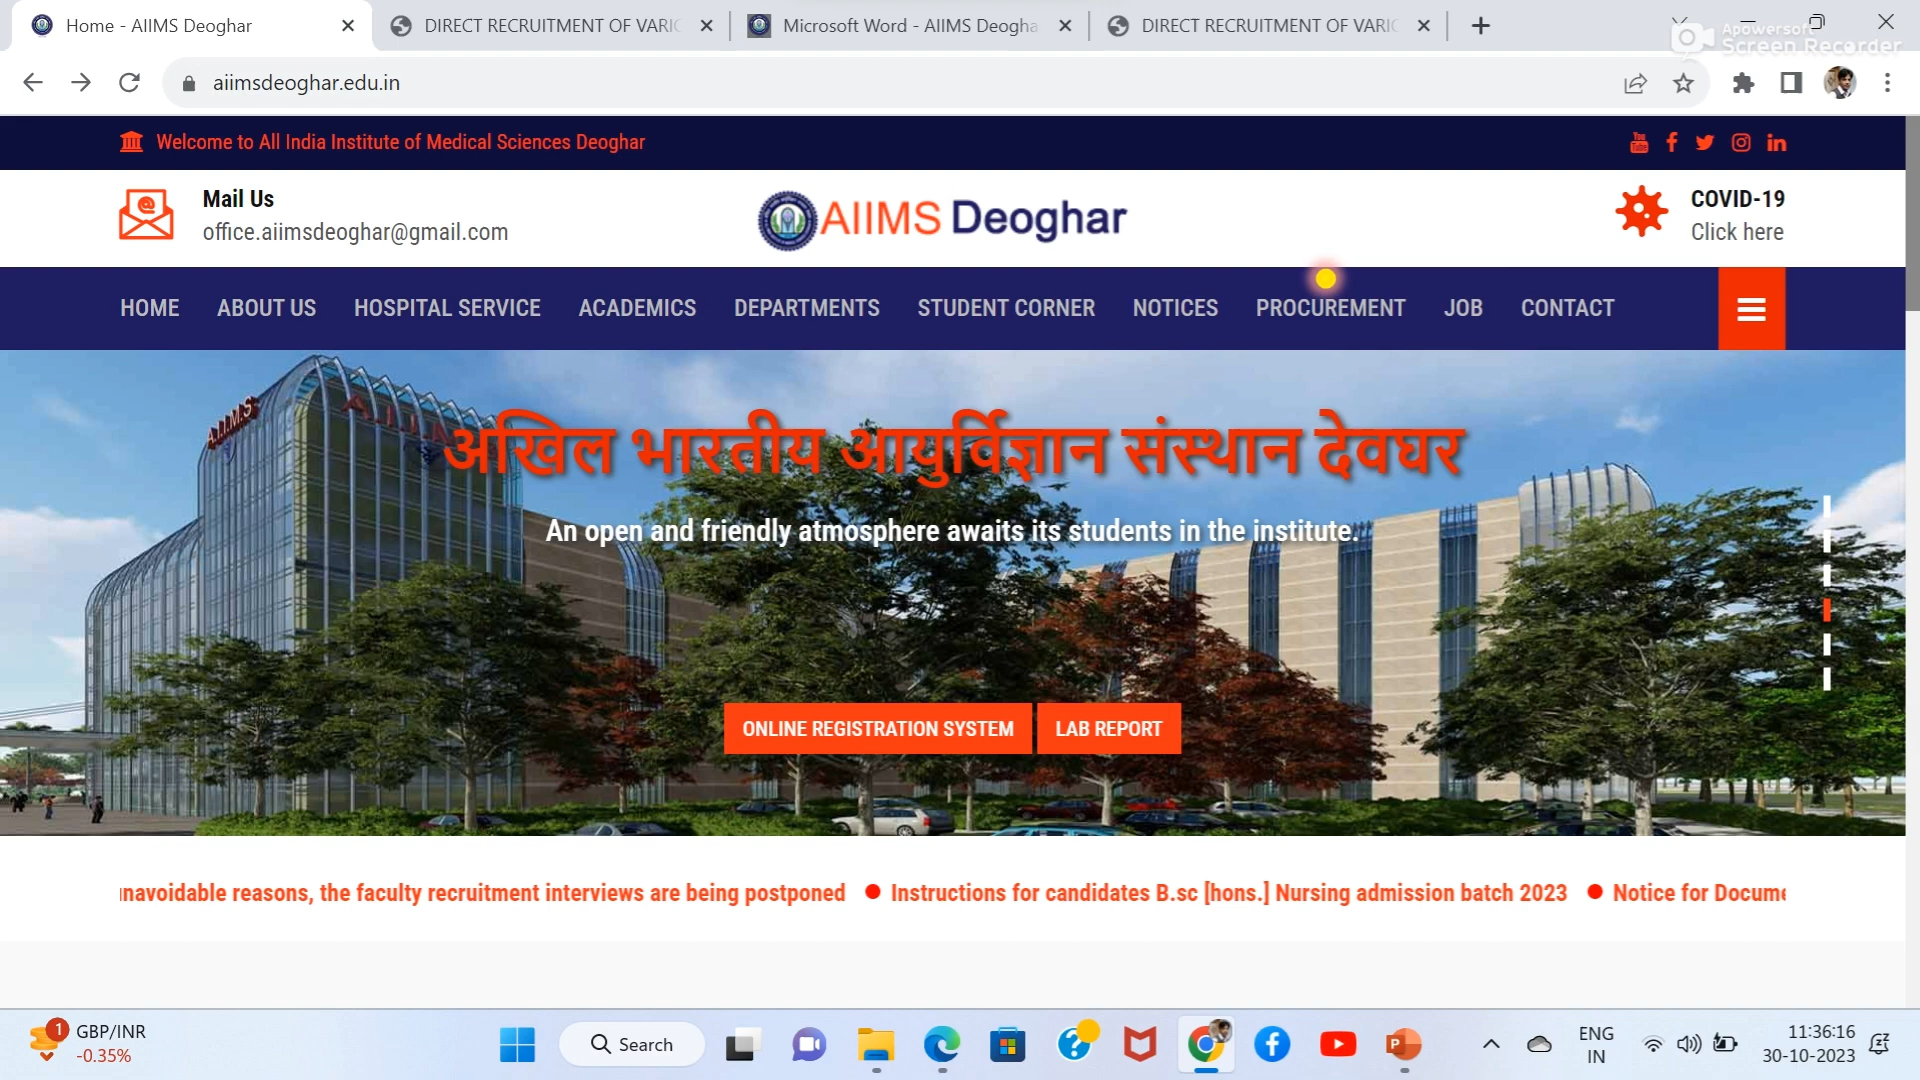 Home - AIIMS Deoghar
DIRECT RECRUITMENT OF VARIO
Microsoft Word - AIIMS Deogha
DIRECT RECRUITMENT OF VARIO
Apowersoft
Screen Recorder
aiimsdeoghar.edu.in
Welcome to All India Institute of Medical Sciences Deoghar
You
Tube
Mail Us
office.aiimsdeoghar@gmail.com
AIIMS Deoghar
COVID-19
Click here
HOME ABOUT US HOSPITAL SERVICE ACADEMICS DEPARTMENTS STUDENT CORNER NOTICES PROCUREMENT JOB CONTACT
A.I.I.M.S
अखिल भारतीय आयुर्विज्ञान संस्थान देवघर
An open and friendly atmosphere awaits its students in the institute.
ONLINE REGISTRATION SYSTEM
LAB REPORT
unavoidable reasons, the faculty recruitment interviews are being postponed ● Instructions for candidates B.sc [hons.] Nursing admission batch 2023 ● Notice for Docume
1
GBP/INR
-0.35%
Search
ENG
IN
11:36:16
30-10-2023